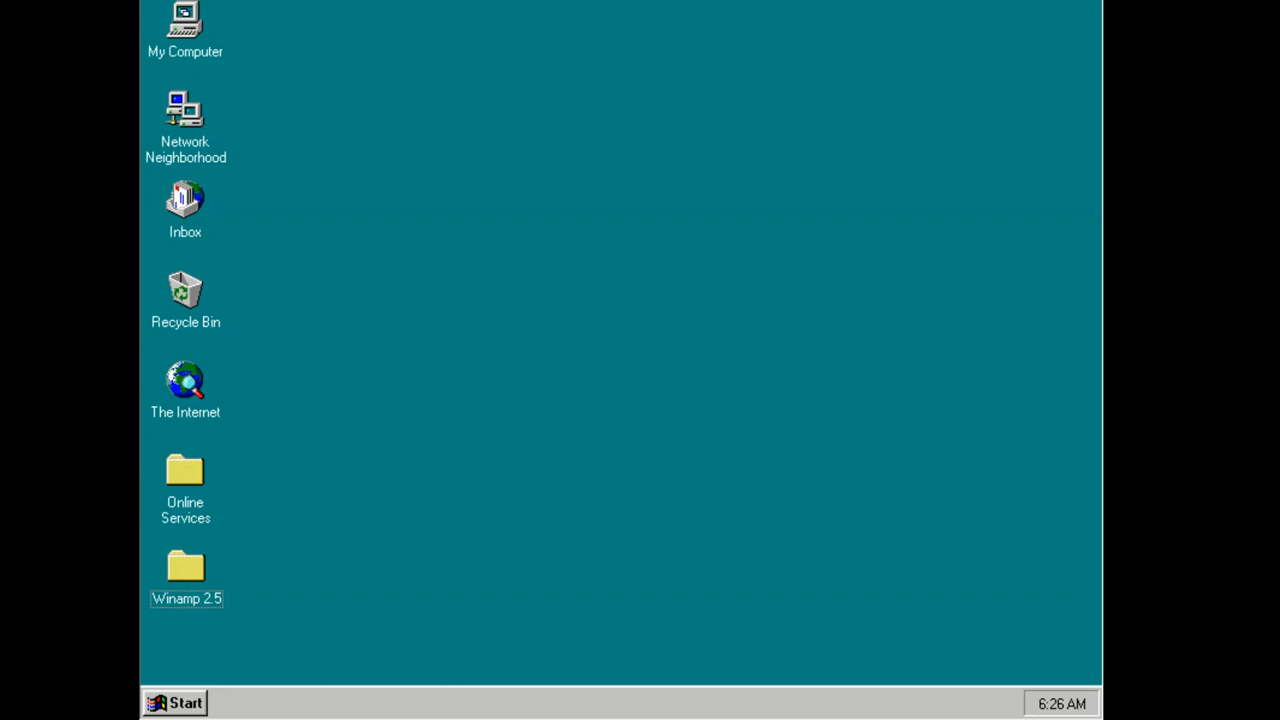 My Computer
Network
Neighborhood
Inbox
Recycle Bin
The Internet
Online
Services
Winamp 2.5
Start
6:26 AM